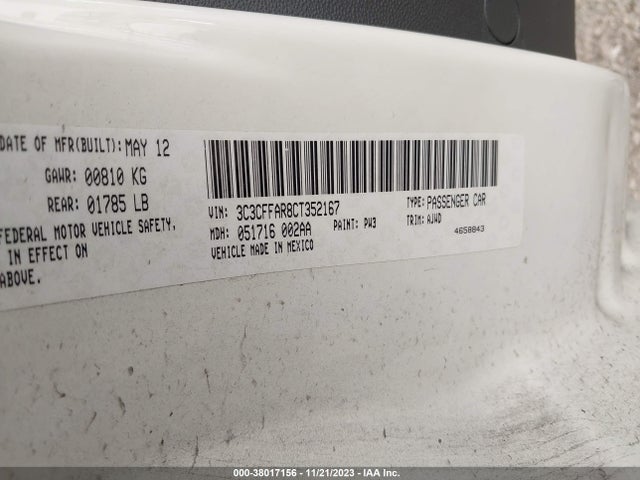 DATE OF MFR(BUILT): MAY 12
GAWR: 00810 KG
REAR: 01785 LB
FEDERAL MOTOR VEHICLE SAFETY,
IN EFFECT ON
ABOVE.
VIN: 3C3CFFAR8CT352167
TYPE: PASSENGER CAR
MDH: 051716 002AA
PAINT: PW3
TRIM: AJWD
VEHICLE MADE IN MEXICO
4658843
000-38017156 - 11/21/2023 - IAA Inc.